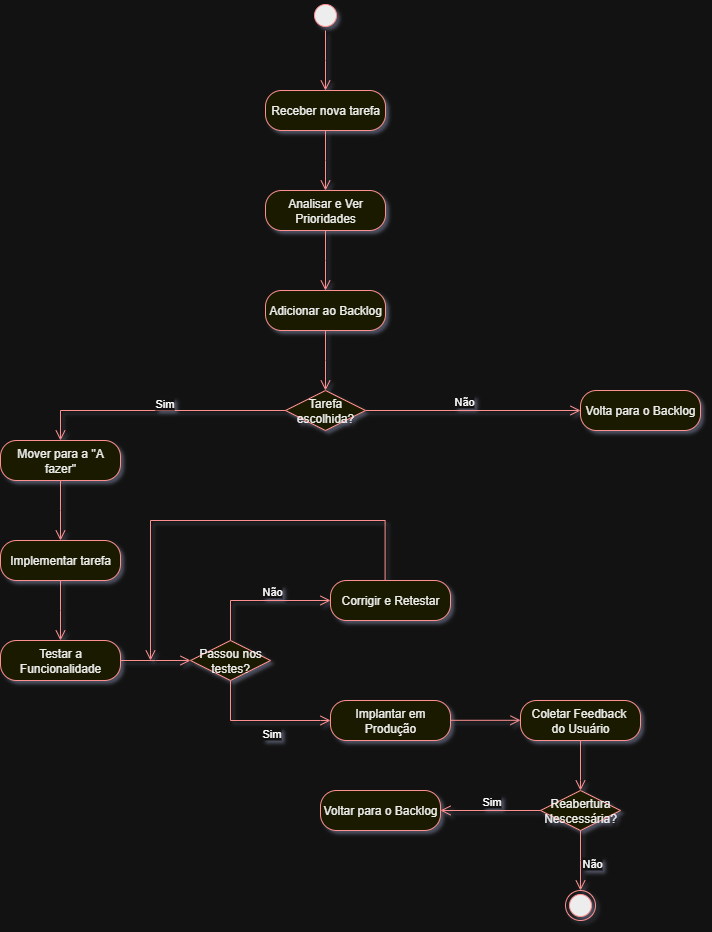 Receber nova tarefa
Analisar e Ver
Prioridades
Adicionar ao Backlog
Tarefa
escolhida?
Sim
Não
Volta para o Backlog
Mover para a "A
fazer"
Implementar tarefa
Testar a
Funcionalidade
Passou nos
testes?
Não
Corrigir e Retestar
Sim
Implantar em
Produção
Coletar Feedback
do Usuário
Reabertura
Nescessária?
Sim
Voltar para o Backlog
Não